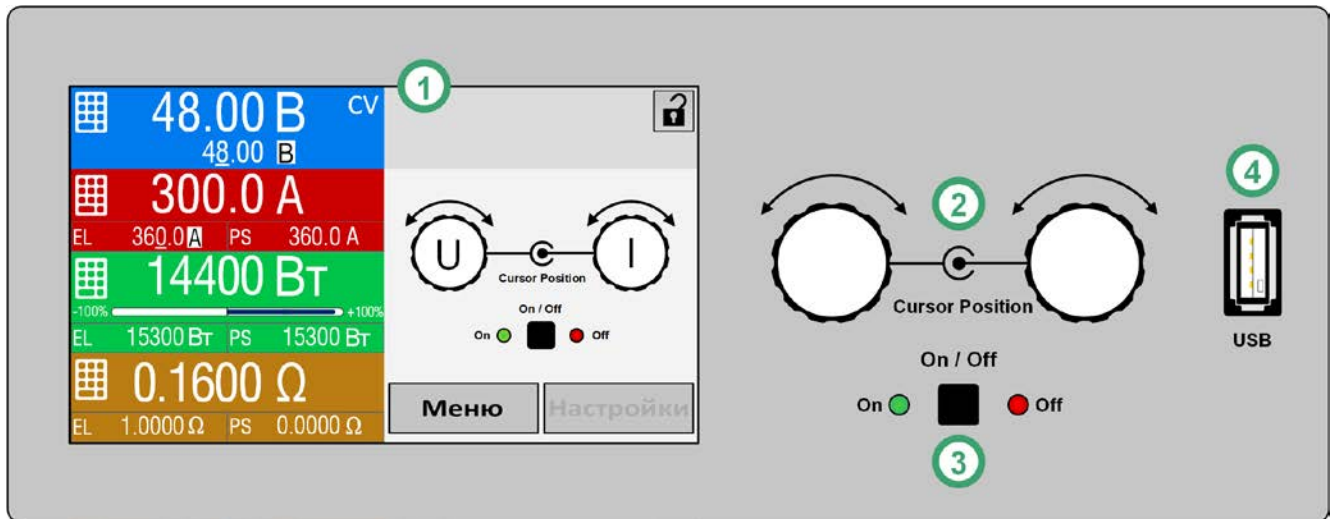 1
48.00 В CV
48.00 В
300.0 A
EL 360.0 A PS 360.0 A
14400 Вт
-100% +100%
EL 15300 Вт PS 15300 Вт
0.1600 Ω
EL 1.0000 Ω PS 0.0000 Ω
U I
Cursor Position
On / Off
On Off
Меню Настройки
2
Cursor Position
On / Off
On Off
3
4
USB